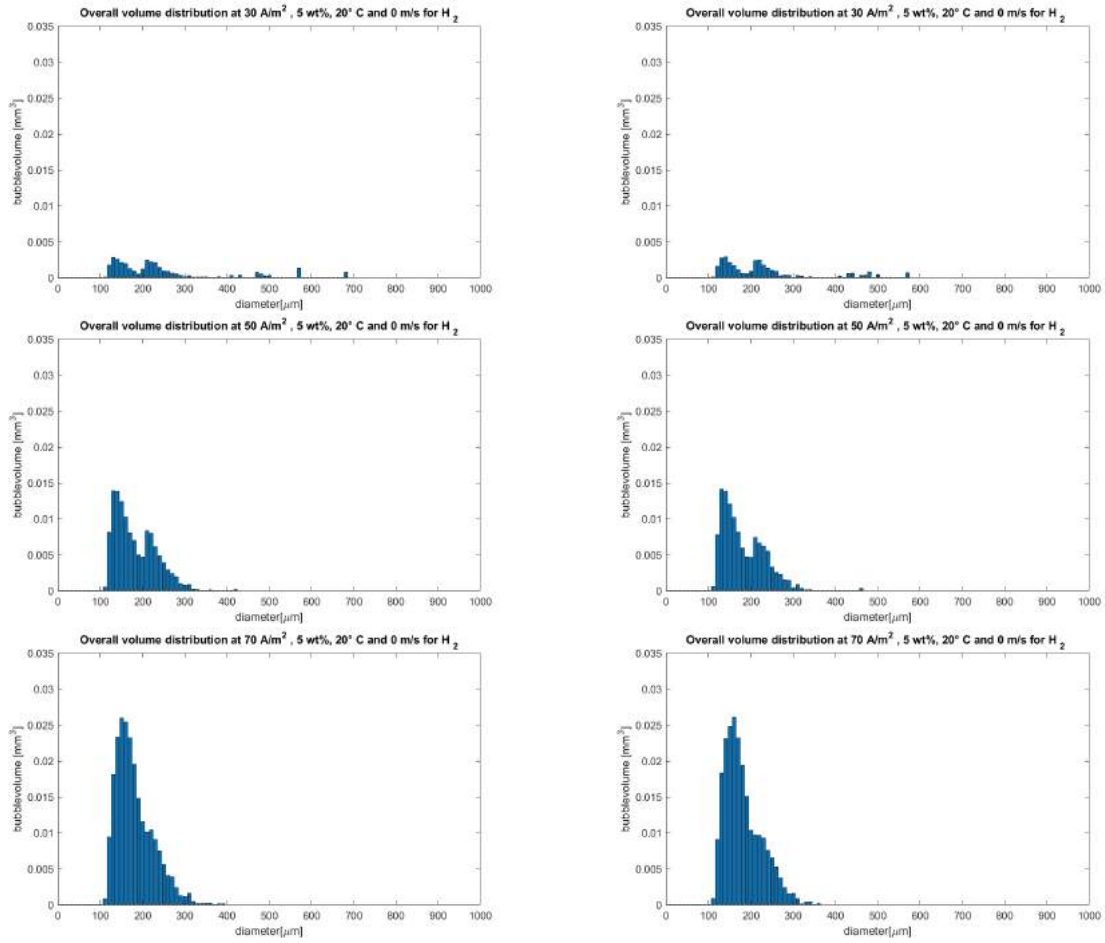 Overall volume distribution at 30 A/m² , 5 wt%, 20° C and 0 m/s for H₂
0.035
0.03
0.025
0.02
0.015
0.01
0.005
0
bubblevolume [mm³]
0 100 200 300 400 500 600 700 800 900 1000
diameter[μm]
Overall volume distribution at 30 A/m² , 5 wt%, 20° C and 0 m/s for H₂
0.035
0.03
0.025
0.02
0.015
0.01
0.005
0
bubblevolume [mm³]
0 100 200 300 400 500 600 700 800 900 1000
diameter[μm]
Overall volume distribution at 50 A/m² , 5 wt%, 20° C and 0 m/s for H₂
0.035
0.03
0.025
0.02
0.015
0.01
0.005
0
bubblevolume [mm³]
0 100 200 300 400 500 600 700 800 900 1000
diameter[μm]
Overall volume distribution at 50 A/m² , 5 wt%, 20° C and 0 m/s for H₂
0.035
0.03
0.025
0.02
0.015
0.01
0.005
0
bubblevolume [mm³]
0 100 200 300 400 500 600 700 800 900 1000
diameter[μm]
Overall volume distribution at 70 A/m² , 5 wt%, 20° C and 0 m/s for H₂
0.035
0.03
0.025
0.02
0.015
0.01
0.005
0
bubblevolume [mm³]
0 100 200 300 400 500 600 700 800 900 1000
diameter[μm]
Overall volume distribution at 70 A/m² , 5 wt%, 20° C and 0 m/s for H₂
0.035
0.03
0.025
0.02
0.015
0.01
0.005
0
bubblevolume [mm³]
0 100 200 300 400 500 600 700 800 900 1000
diameter[μm]